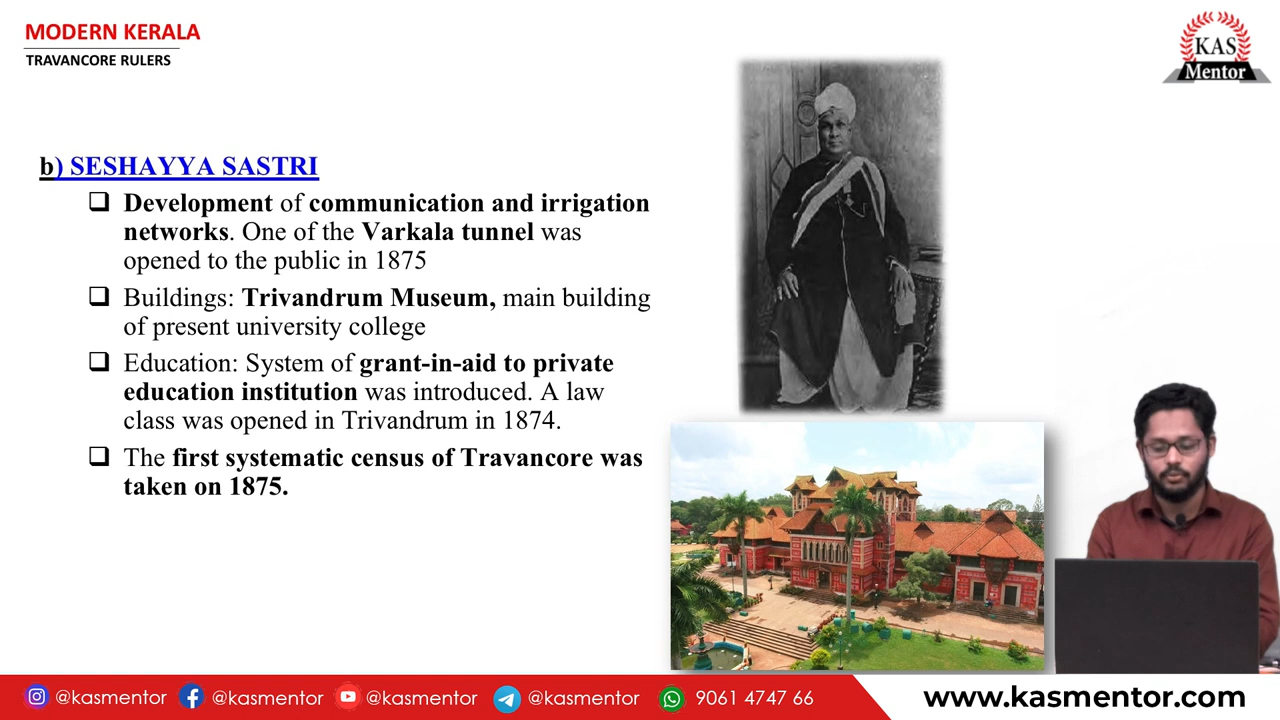 MODERN KERALA
TRAVANCORE RULERS
KAS
Mentor
b) SESHAYYA SASTRI
❑ Development of communication and irrigation
networks. One of the Varkala tunnel was
opened to the public in 1875
❑ Buildings: Trivandrum Museum, main building
of present university college
❑ Education: System of grant-in-aid to private
education institution was introduced. A law
class was opened in Trivandrum in 1874.
❑ The first systematic census of Travancore was
taken on 1875.
@kasmentor @kasmentor @kasmentor @kasmentor 9061 4747 66
www.kasmentor.com